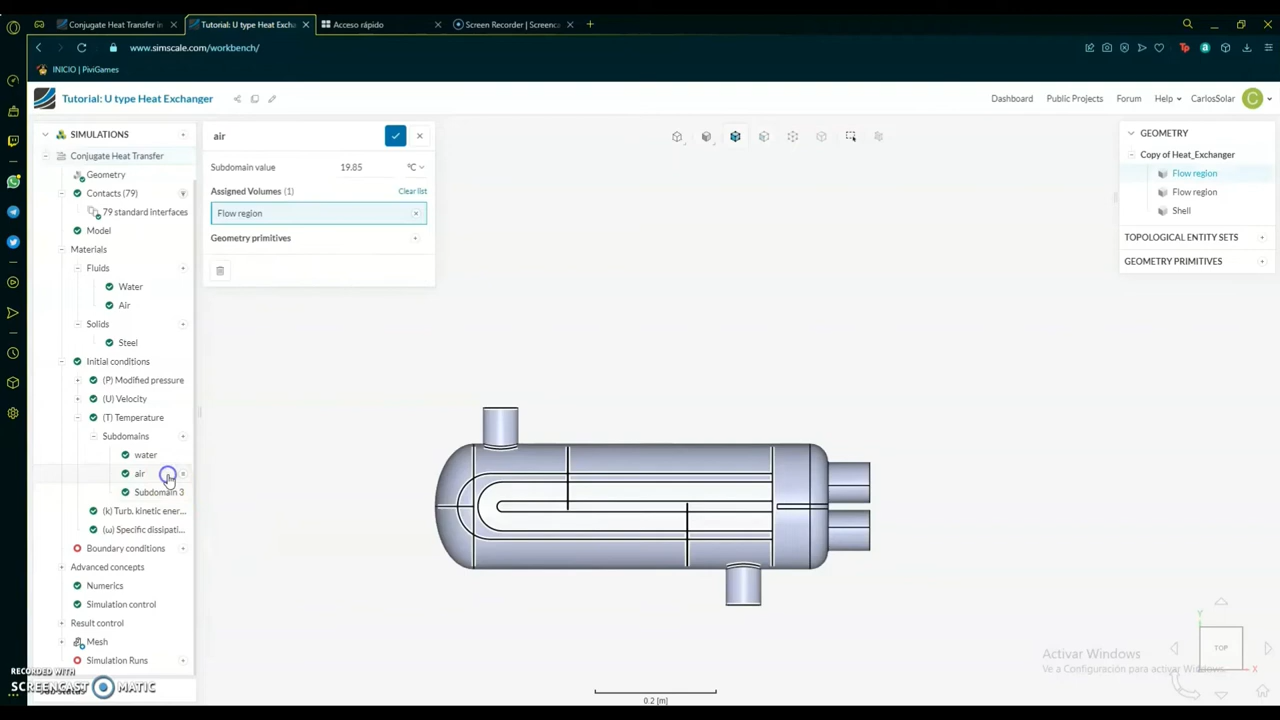 Conjugate Heat Transfer in
Tutorial: U type Heat Excha
Acceso rápido
Screen Recorder | Screenca
www.simscale.com/workbench/
INICIO | PiviGames
Tutorial: U type Heat Exchanger
Dashboard
Public Projects
Forum
Help
CarlosSolar
C
SIMULATIONS
Conjugate Heat Transfer
Geometry
Contacts (79)
79 standard interfaces
Model
Materials
Fluids
Water
Air
Solids
Steel
Initial conditions
(P) Modified pressure
(U) Velocity
(T) Temperature
Subdomains
water
air
Subdomain 3
(k) Turb. kinetic ener...
(ω) Specific dissipati...
Boundary conditions
Advanced concepts
Numerics
Simulation control
Result control
Mesh
Simulation Runs
RECORDED WITH
SCREENCAST MATIC
air
Subdomain value
19.85
°C
Assigned Volumes (1)
Clear list
Flow region
Geometry primitives
GEOMETRY
Copy of Heat_Exchanger
Flow region
Flow region
Shell
TOPOLOGICAL ENTITY SETS
GEOMETRY PRIMITIVES
0.2 [m]
Y
TOP
X
Activar Windows
Ve a Configuración para activar Windows.